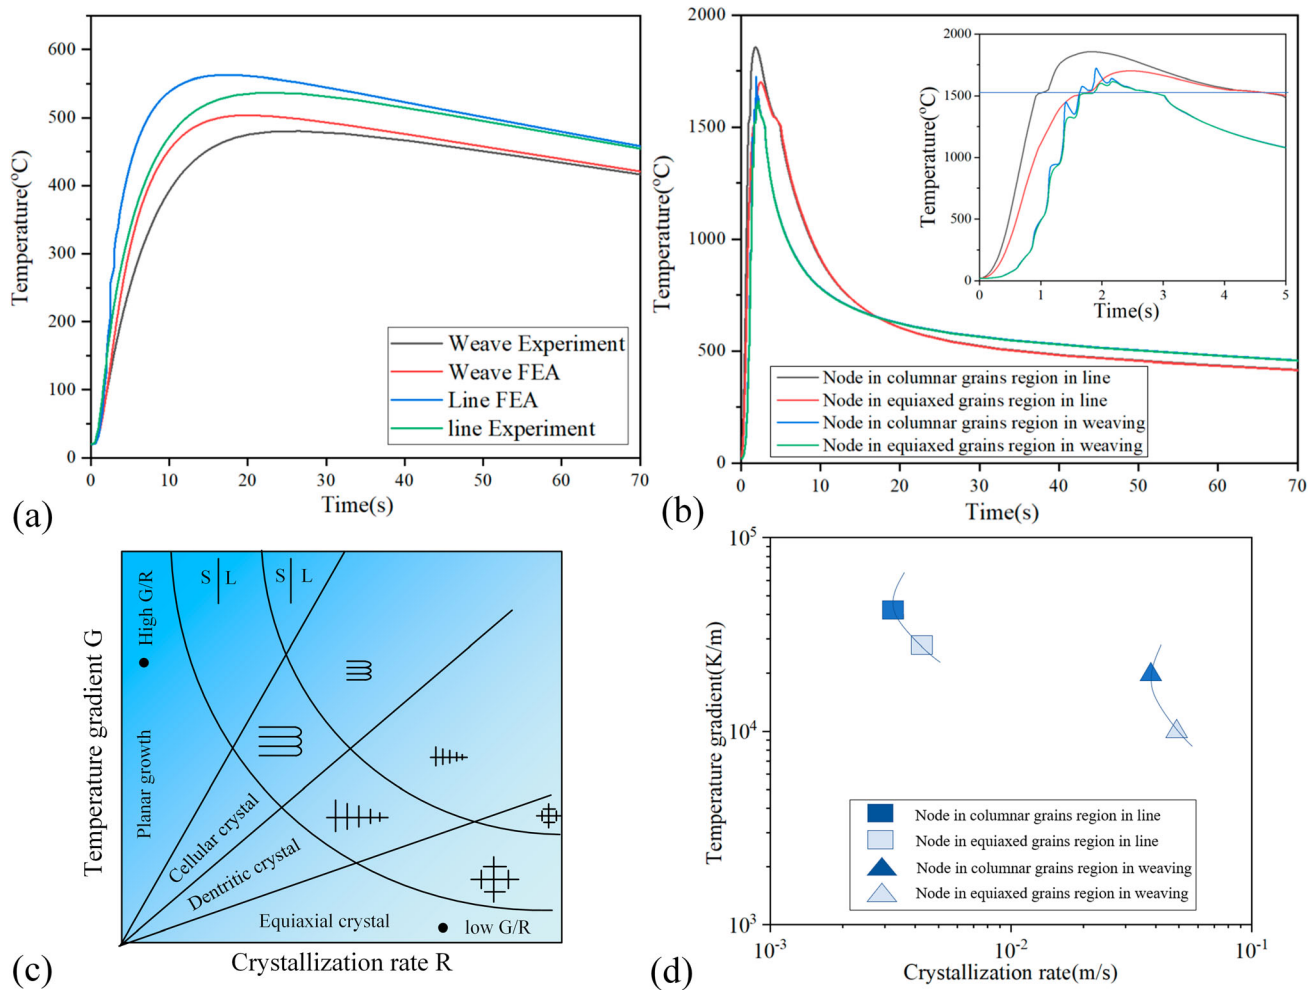 600
500
400
300
200
100
0
Temperature(°C)
0 10 20 30 40 50 60 70
Time(s)
Weave Experiment
Weave FEA
Line FEA
line Experiment
(a)
2000
1500
1000
500
0
Temperature(°C)
0 10 20 30 40 50 60 70
Time(s)
2000
1500
1000
500
0
Temperature(°C)
0 1 2 3 4 5
Time(s)
Node in columnar grains region in line
Node in equiaxed grains region in line
Node in columnar grains region in weaving
Node in equiaxed grains region in weaving
(b)
Temperature gradient G
High G/R
Planar growth
S L
S L
Cellular crystal
Dentritic crystal
Equiaxial crystal
low G/R
Crystallization rate R
(c)
10⁵
10⁴
10³
Temperature gradient(K/m)
Node in columnar grains region in line
Node in equiaxed grains region in line
Node in columnar grains region in weaving
Node in equiaxed grains region in weaving
10⁻³ 10⁻² 10⁻¹
Crystallization rate(m/s)
(d)